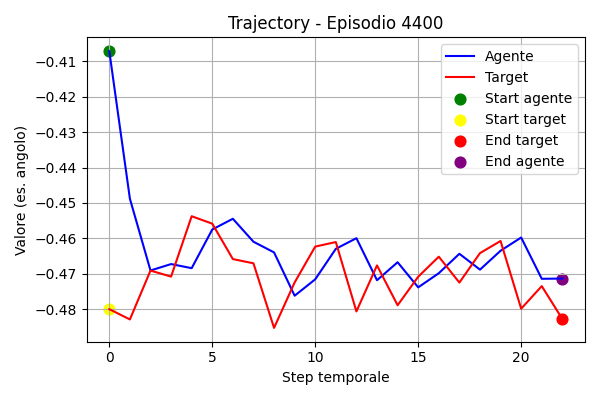 Trajectory - Episodio 4400
Agente
Target
Start agente
Start target
End target
End agente
Valore (es. angolo)
−0.41
−0.42
−0.43
−0.44
−0.45
−0.46
−0.47
−0.48
0
5
10
15
20
Step temporale